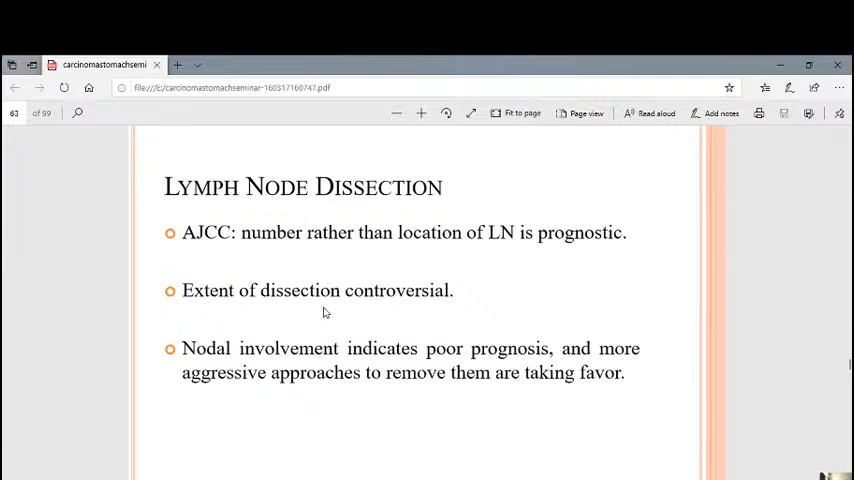 carcinomastomachsemi
file:///E:/carcinomastomachseminar-160317160747.pdf
63 of 99
Fit to page
Page view
Read aloud
Add notes
LYMPH NODE DISSECTION
AJCC: number rather than location of LN is prognostic.
Extent of dissection controversial.
Nodal involvement indicates poor prognosis, and more
aggressive approaches to remove them are taking favor.